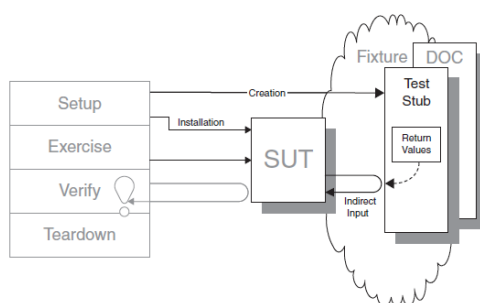 Fixture
DOC
Setup
Creation
Test
Stub
Installation
Exercise
SUT
Return
Values
Verify
Indirect
Input
Teardown